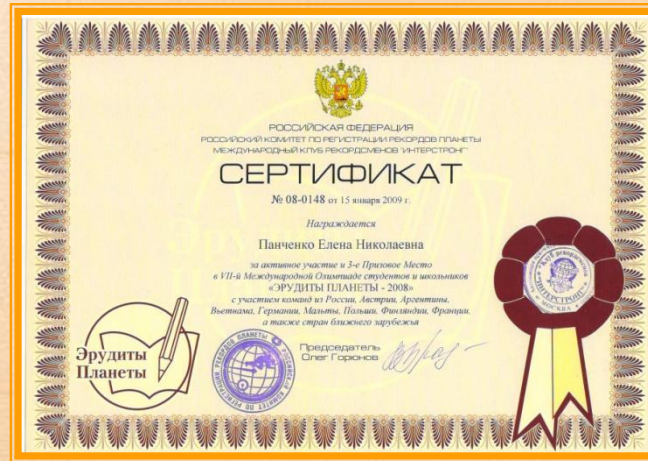 РОССИЙСКАЯ ФЕДЕРАЦИЯ
РОССИЙСКИЙ КОМИТЕТ ПО РЕГИСТРАЦИИ РЕКОРДОВ ПЛАНЕТЫ
МЕЖДУНАРОДНЫЙ КЛУБ РЕКОРДСМЕНОВ "ИНТЕРСТРОНГ"
СЕРТИФИКАТ
№ 08-0148 от 15 января 2009 г.
Награждается
Панченко Елена Николаевна
за активное участие и 3-е Призовое Место
в VII-й Международной Олимпиаде студентов и школьников
«ЭРУДИТЫ ПЛАНЕТЫ - 2008»
с участием команд из России, Австрии, Аргентины,
Вьетнама, Германии, Мальты, Польши, Финляндии, Франции,
а также стран ближнего зарубежья
Эрудиты
Планеты
Председатель
Олег Горюнов
ИНТЕРСТРОНГ
МОСКВА